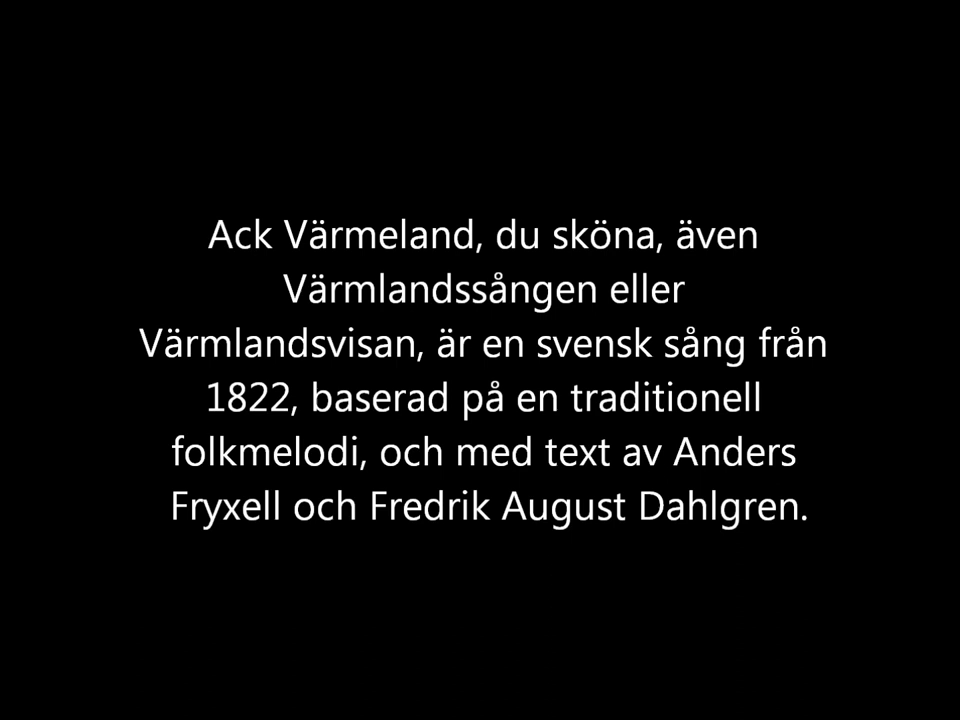 Ack Värmeland, du sköna, även
Värmlandssången eller
Värmlandsvisan, är en svensk sång från
1822, baserad på en traditionell
folkmelodi, och med text av Anders
Fryxell och Fredrik August Dahlgren.